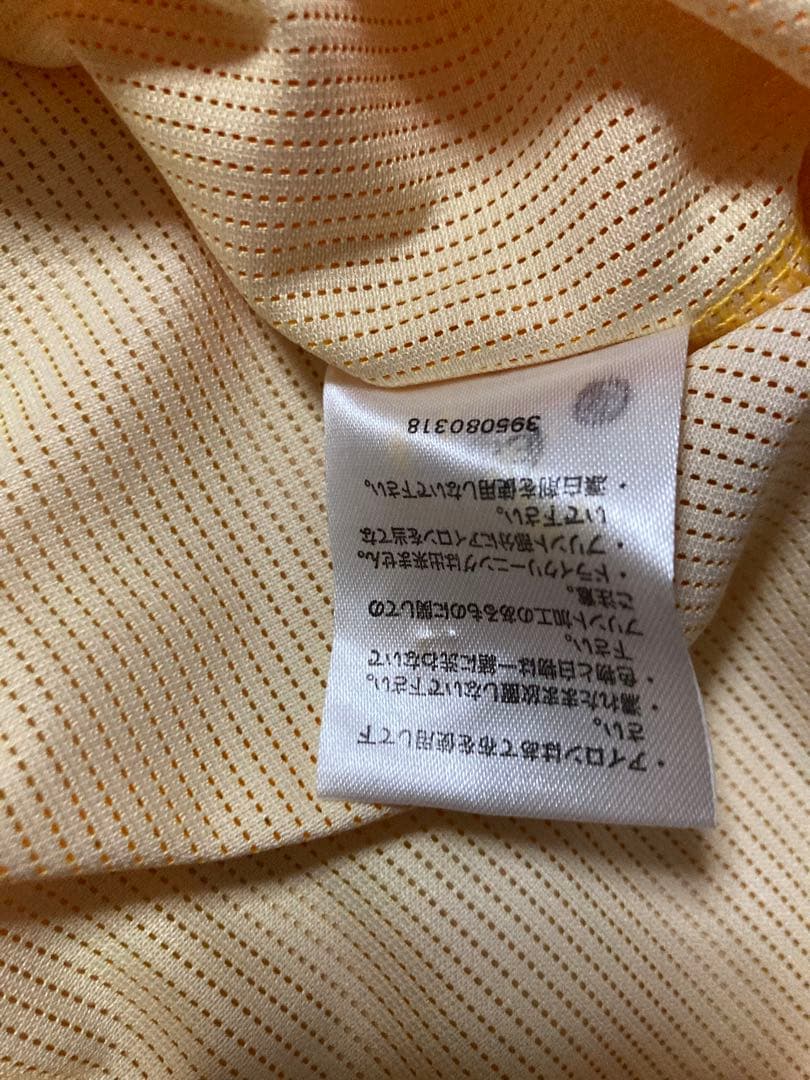 ・アイロンはあて布を使用して下
さい。
・濡れたまま放置しないで下さい。
・色物と白物は一緒に洗わないで
下さい。
プリント加工のあるものに関しての
ご注意。
・ドライクリーニングは出来ません。
・プリント部分にアイロンを当てな
いで下さい。
・漂白剤を使用しないで下さい。
395080318